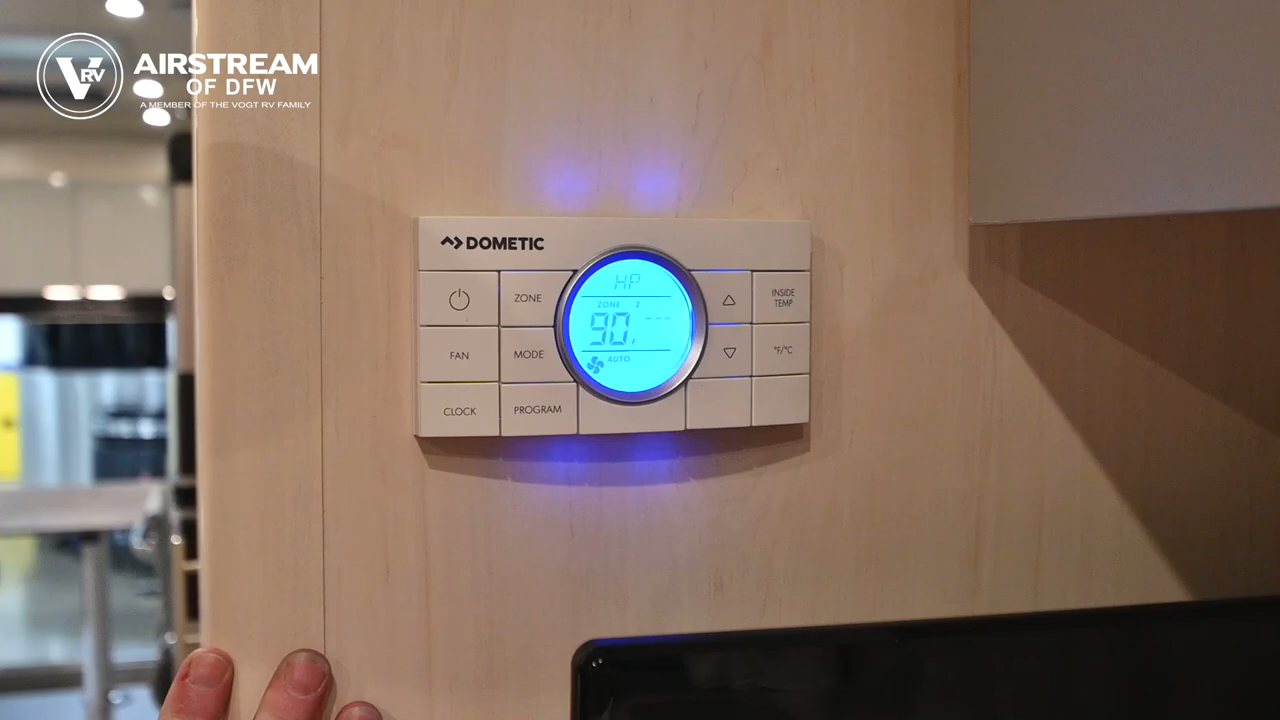 VRV
AIRSTREAM
OF DFW
A MEMBER OF THE VOGT RV FAMILY
DOMETIC
ZONE
FAN
MODE
CLOCK
PROGRAM
HP
ZONE 2
90. ---
AUTO
INSIDE
TEMP
°F/°C